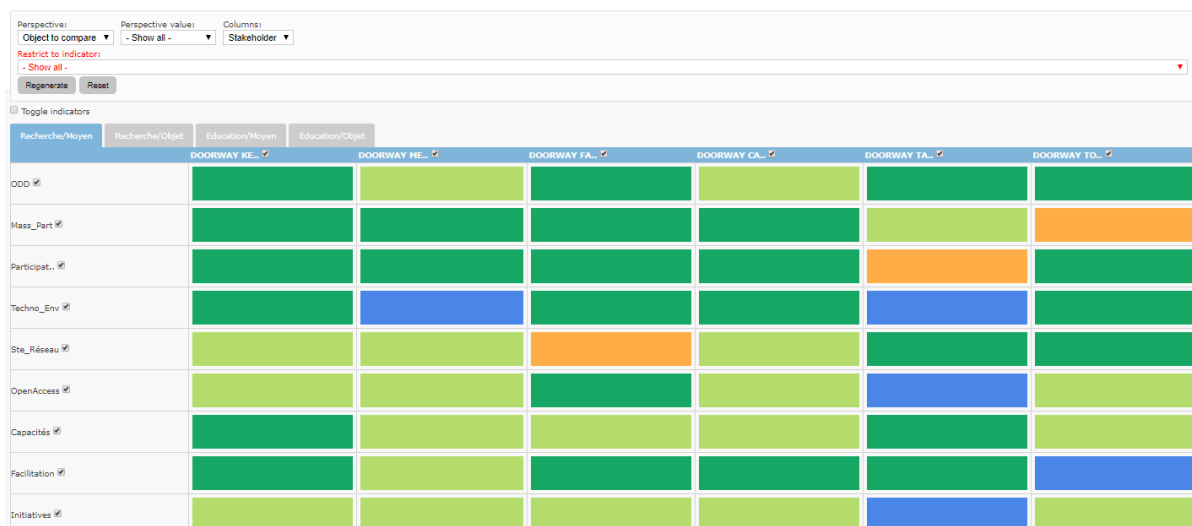 Perspective: Perspective value: Columns:
Object to compare - Show all - Stakeholder
Restrict to indicator:
- Show all -
Regenerate Reset
Toggle indicators
Recherche/Moyen Recherche/Objet Education/Moyen Education/Objet
DOORWAY KE.. DOORWAY ME.. DOORWAY FA.. DOORWAY CA.. DOORWAY TA.. DOORWAY TO..
ODD
Mass_Part
Participat..
Techno_Env
Ste_Réseau
OpenAccess
Capacités
Facilitation
Initiatives